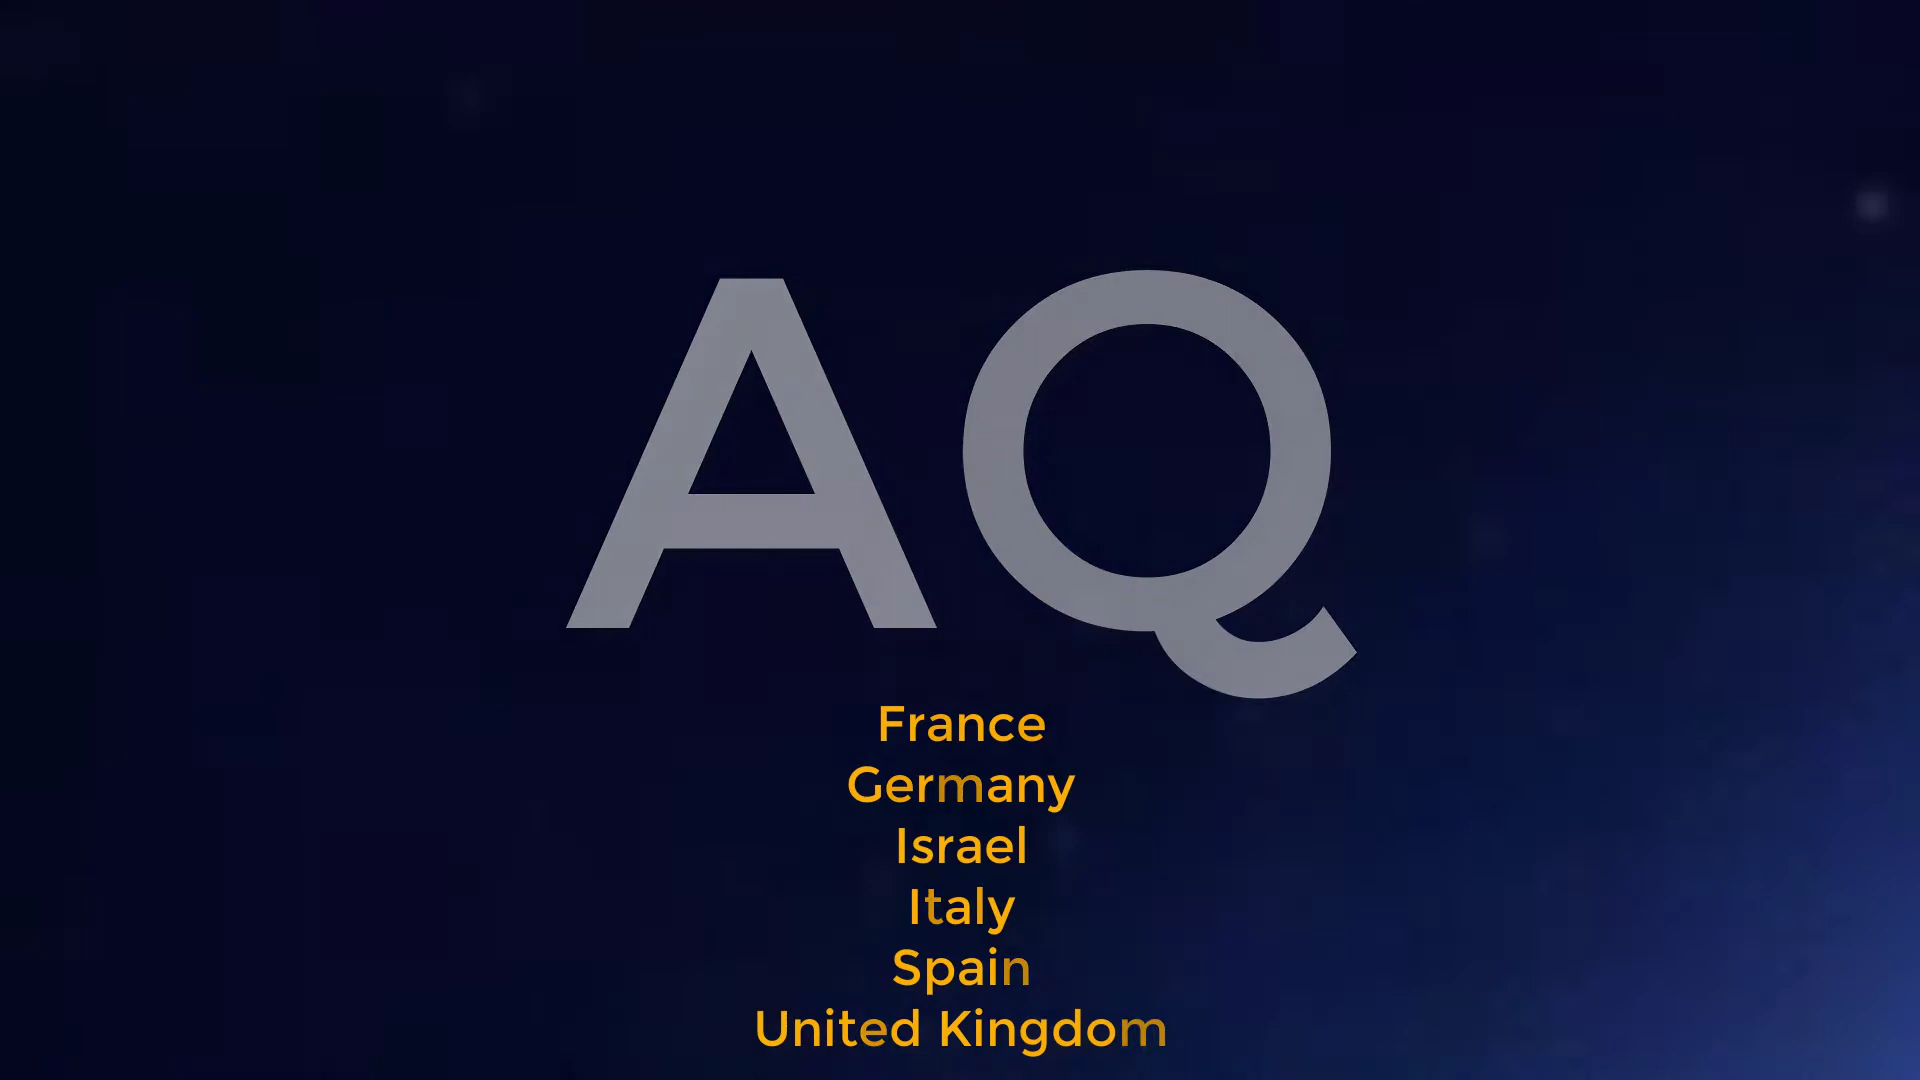 AQ
France
Germany
Israel
Italy
Spain
United Kingdom